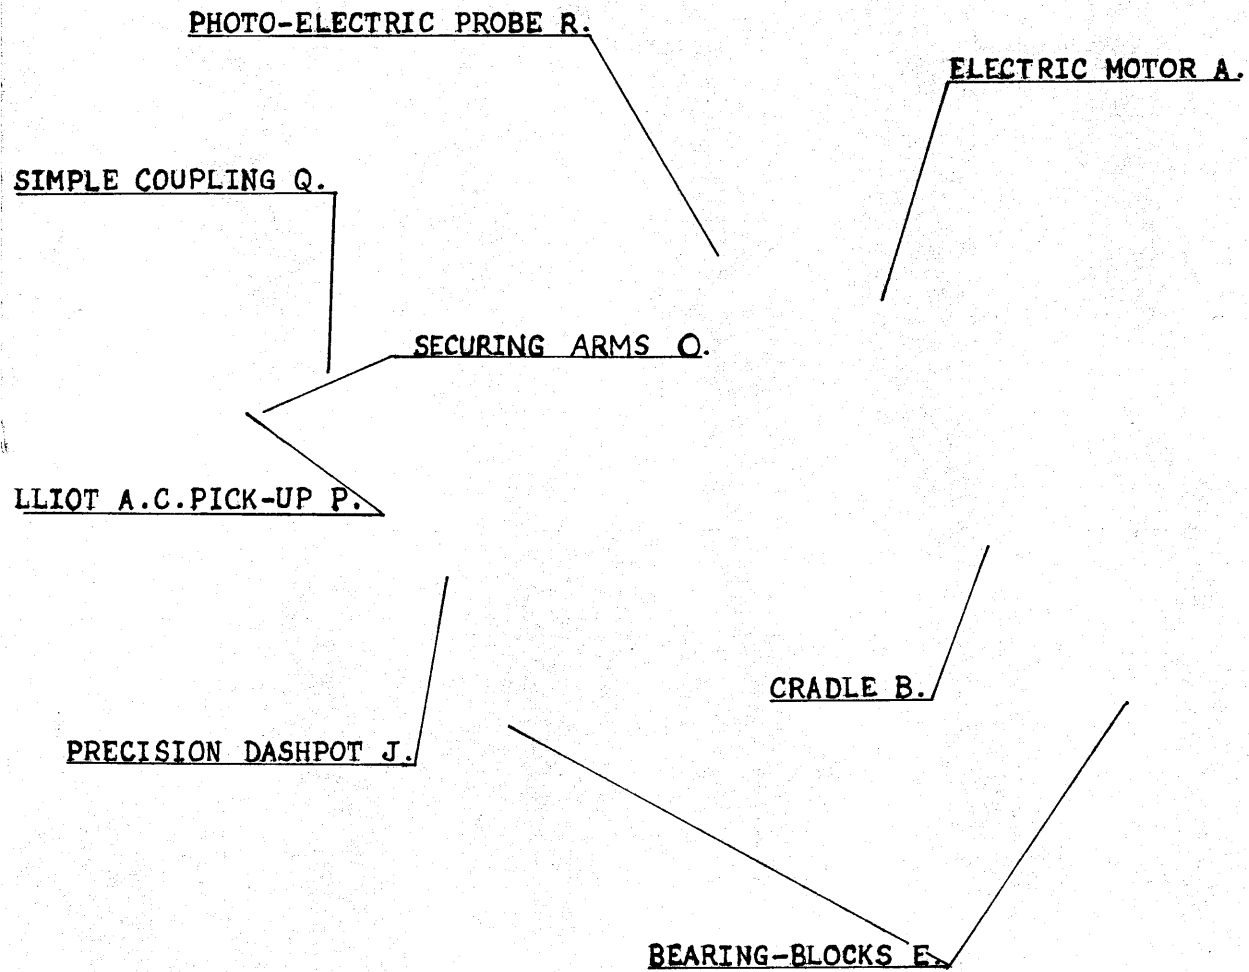 PHOTO-ELECTRIC PROBE R.
ELECTRIC MOTOR A.
SIMPLE COUPLING Q.
SECURING ARMS O.
LLIOT A.C.PICK-UP P.
CRADLE B.
PRECISION DASHPOT J.
BEARING-BLOCKS E.